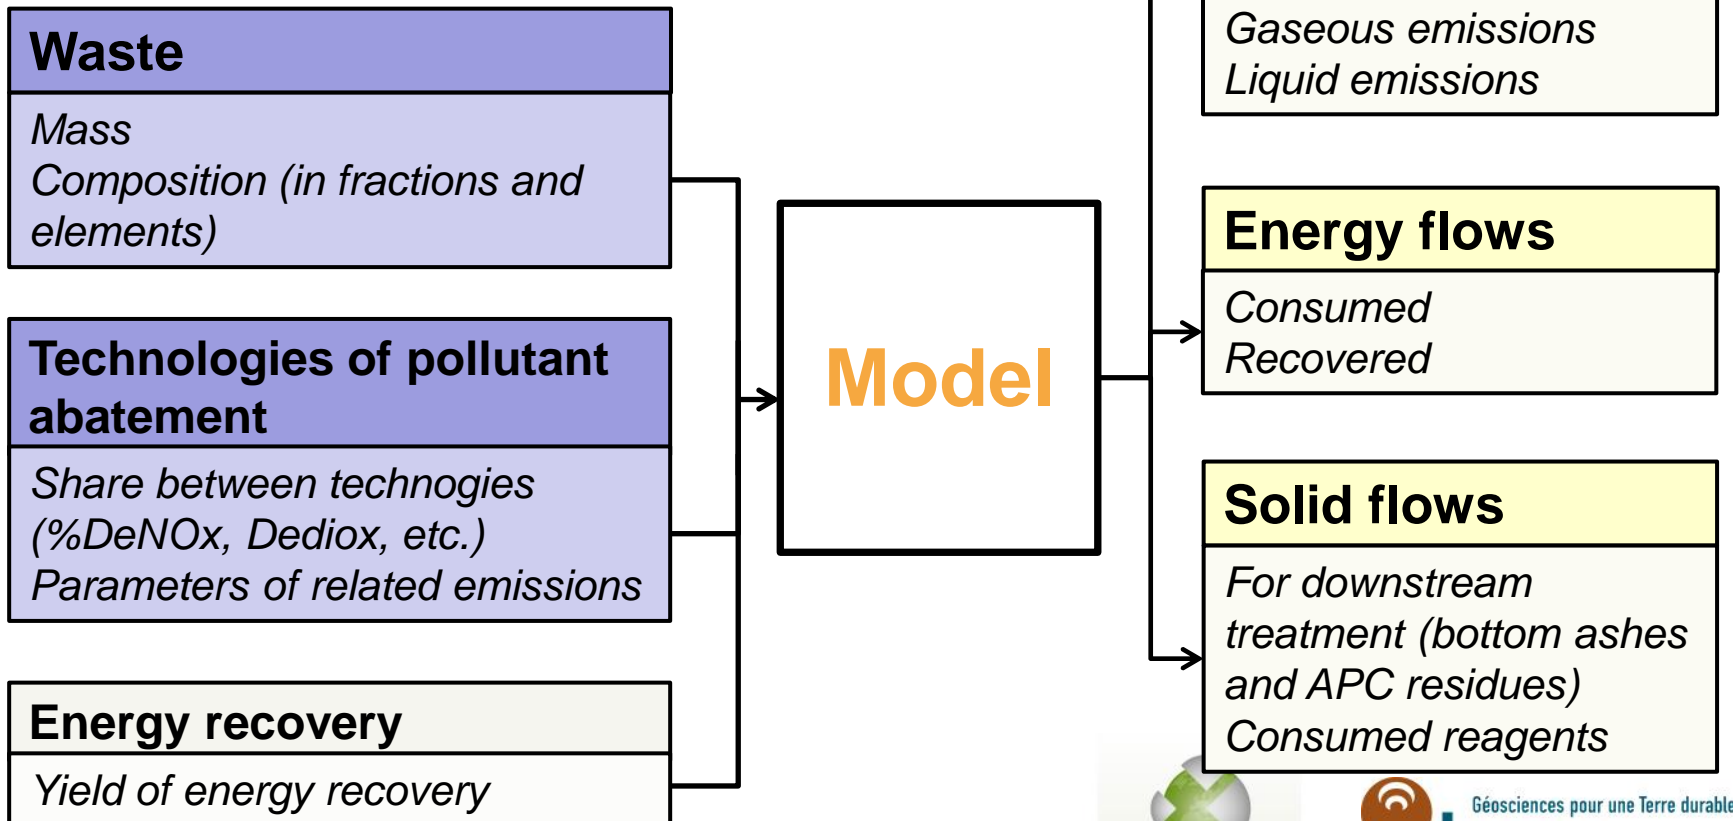 Waste
Mass
Composition (in fractions and
elements)
Technologies of pollutant
abatement
Share between technogies
(%DeNOx, Dediox, etc.)
Parameters of related emissions
Energy recovery
Yield of energy recovery
Model
Gaseous emissions
Liquid emissions
Energy flows
Consumed
Recovered
Solid flows
For downstream
treatment (bottom ashes
and APC residues)
Consumed reagents
Géosciences pour une Terre durable